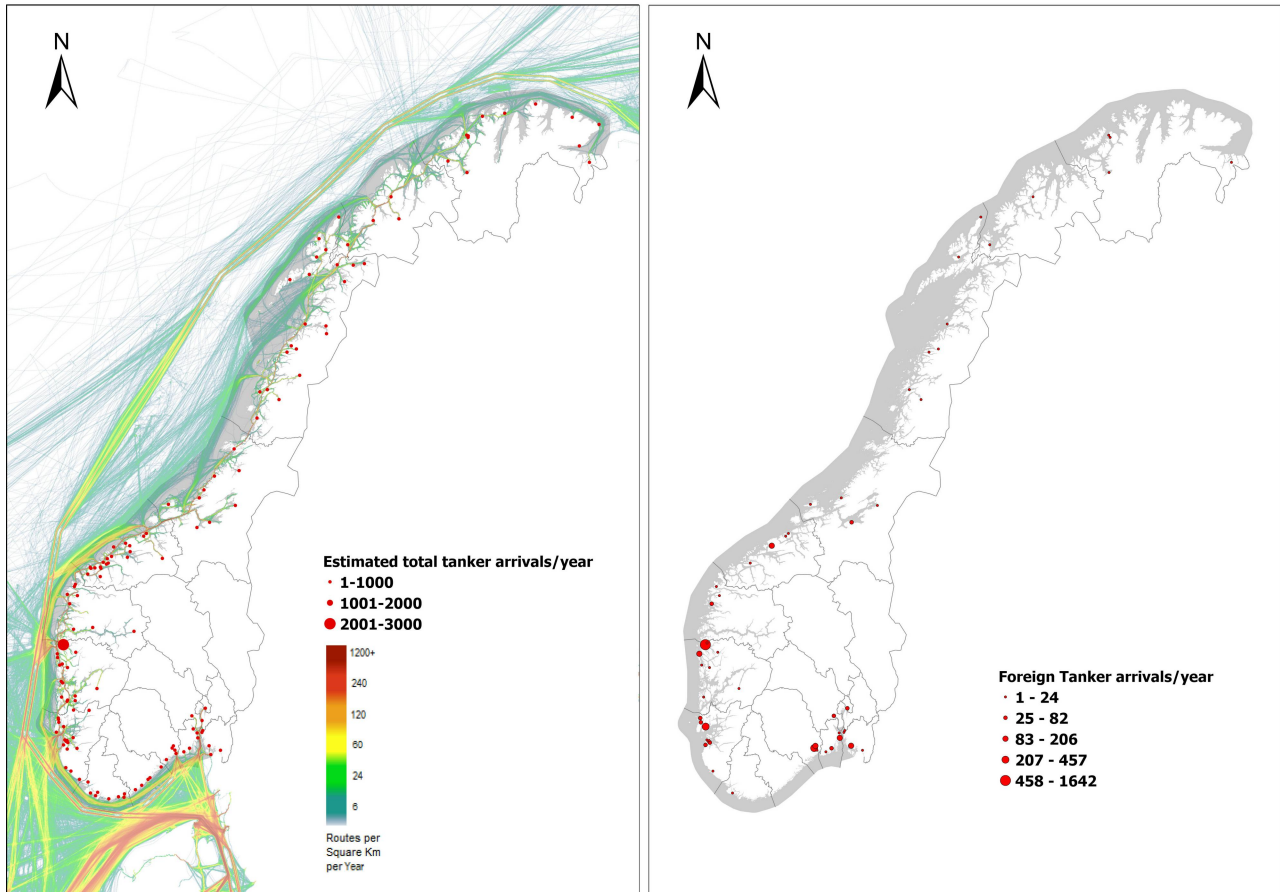 N
Estimated total tanker arrivals/year
1-1000
1001-2000
2001-3000
1200+
240
120
60
24
6
Routes per
Square Km
per Year
N
Foreign Tanker arrivals/year
1 - 24
25 - 82
83 - 206
207 - 457
458 - 1642